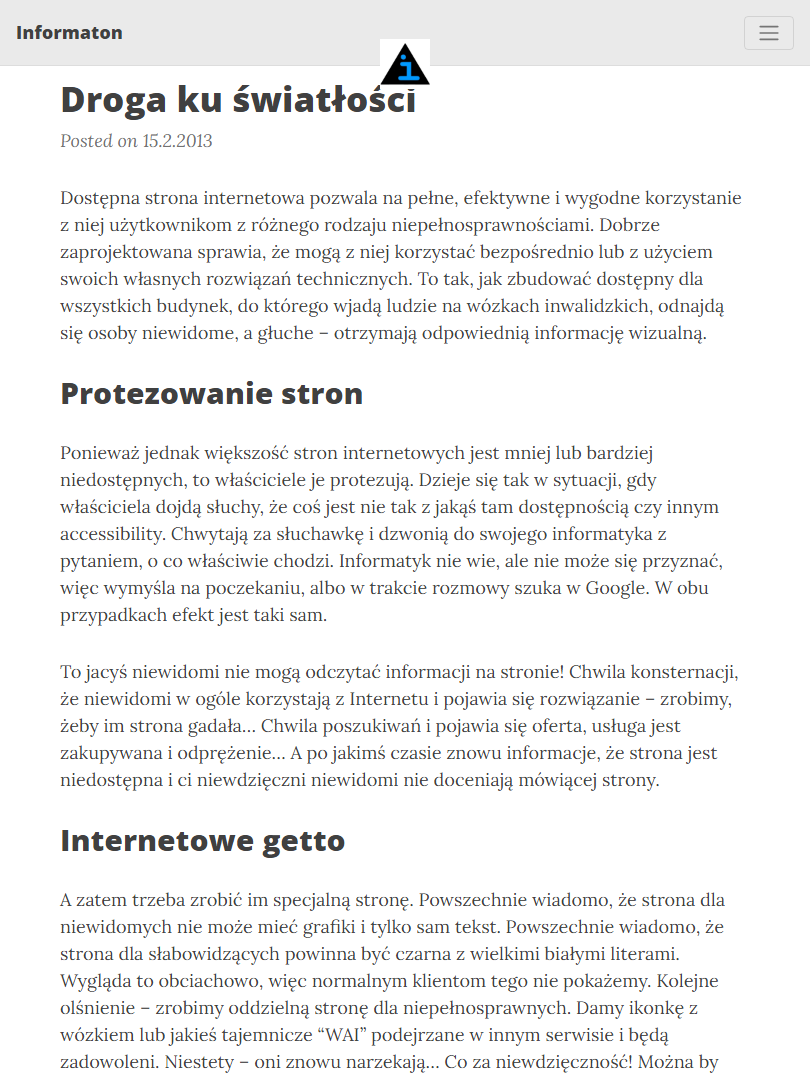 Informaton
i
Droga ku światłości
Posted on 15.2.2013
Dostępna strona internetowa pozwala na pełne, efektywne i wygodne korzystanie
z niej użytkownikom z różnego rodzaju niepełnosprawnościami. Dobrze
zaprojektowana sprawia, że mogą z niej korzystać bezpośrednio lub z użyciem
swoich własnych rozwiązań technicznych. To tak, jak zbudować dostępny dla
wszystkich budynek, do którego wjadą ludzie na wózkach inwalidzkich, odnajdą
się osoby niewidome, a głuche – otrzymają odpowiednią informację wizualną.
Protezowanie stron
Ponieważ jednak większość stron internetowych jest mniej lub bardziej
niedostępnych, to właściciele je protezują. Dzieje się tak w sytuacji, gdy
właściciela dojdą słuchy, że coś jest nie tak z jakąś tam dostępnością czy innym
accessibility. Chwytają za słuchawkę i dzwonią do swojego informatyka z
pytaniem, o co właściwie chodzi. Informatyk nie wie, ale nie może się przyznać,
więc wymyśla na poczekaniu, albo w trakcie rozmowy szuka w Google. W obu
przypadkach efekt jest taki sam.
To jacyś niewidomi nie mogą odczytać informacji na stronie! Chwila konsternacji,
że niewidomi w ogóle korzystają z Internetu i pojawia się rozwiązanie – zrobimy,
żeby im strona gadała… Chwila poszukiwań i pojawia się oferta, usługa jest
zakupywana i odprężenie… A po jakimś czasie znowu informacje, że strona jest
niedostępna i ci niewdzięczni niewidomi nie doceniają mówiącej strony.
Internetowe getto
A zatem trzeba zrobić im specjalną stronę. Powszechnie wiadomo, że strona dla
niewidomych nie może mieć grafiki i tylko sam tekst. Powszechnie wiadomo, że
strona dla słabowidzących powinna być czarna z wielkimi białymi literami.
Wygląda to obciachowo, więc normalnym klientom tego nie pokażemy. Kolejne
olśnienie – zrobimy oddzielną stronę dla niepełnosprawnych. Damy ikonkę z
wózkiem lub jakieś tajemnicze “WAI” podejrzane w innym serwisie i będą
zadowoleni. Niestety – oni znowu narzekają… Co za niewdzięczność! Można by